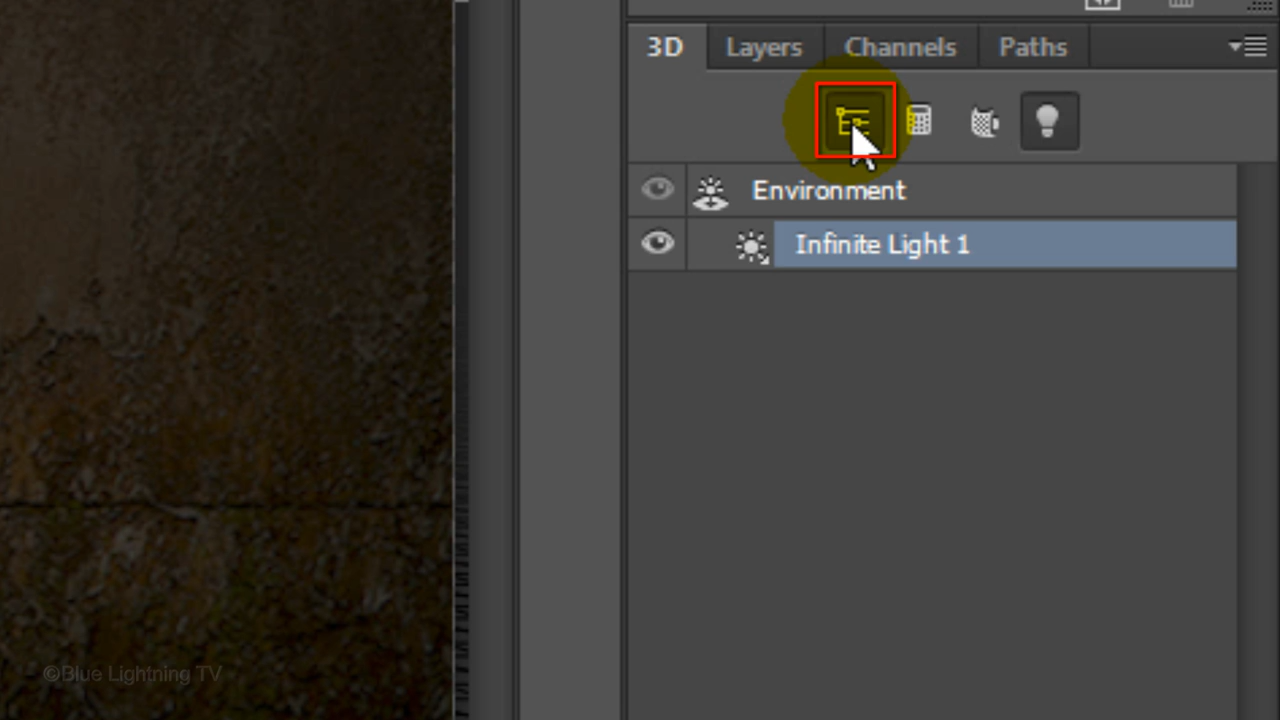 3D Layers Channels Paths
Environment
Infinite Light 1
©Blue Lightning TV